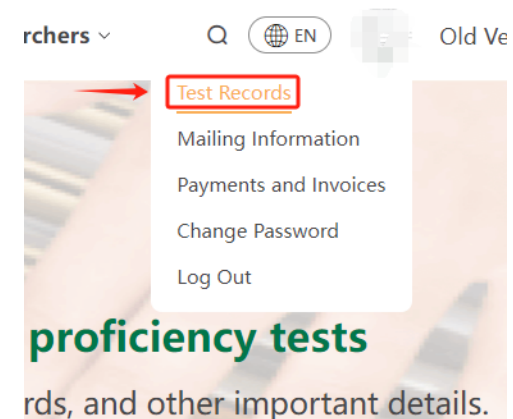 rchers
EN
Old Ve
Test Records
Mailing Information
Payments and Invoices
Change Password
Log Out
proficiency tests
rds, and other important details.